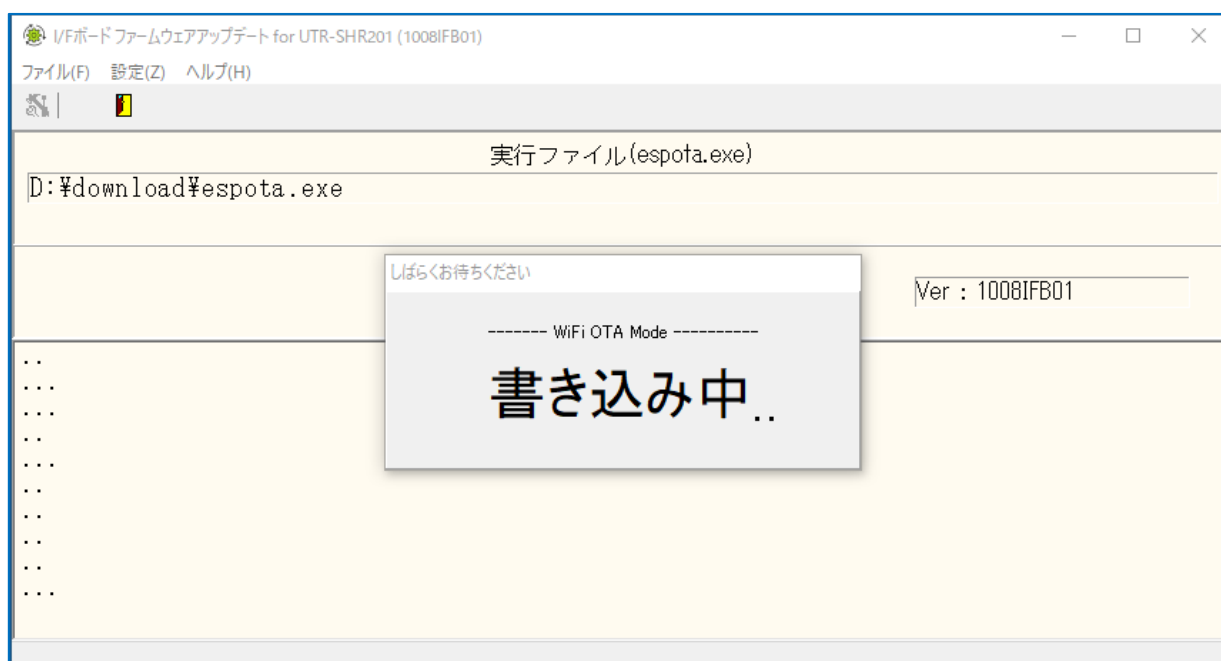 I/Fボード ファームウェアアップデート for UTR-SHR201 (1008IFB01)
ファイル(F) 設定(Z) ヘルプ(H)
実行ファイル(espota.exe)
D:¥download¥espota.exe
しばらくお待ちください
Ver : 1008IFB01
------- WiFi OTA Mode ----------
書き込み中..
..
...
...
..
...
..
..
..
..
...